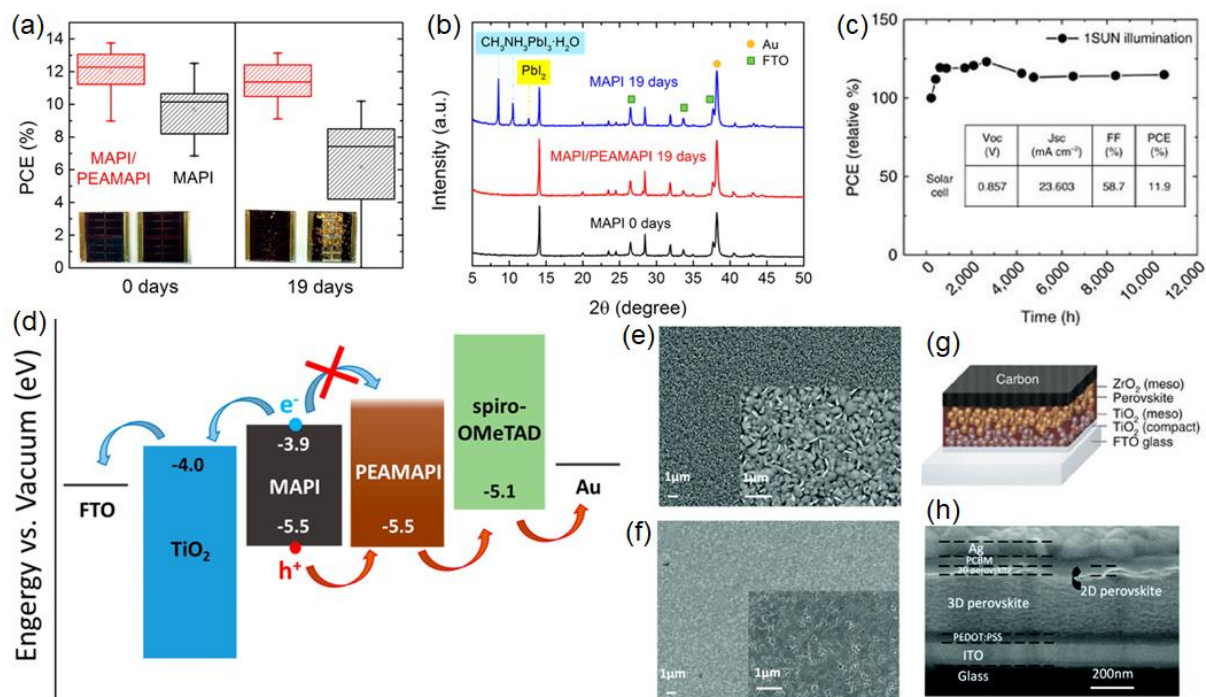 (a)
PCE (%)
14
12
10
8
6
4
2
0
MAPI/
PEAMAPI
MAPI
0 days
19 days
(b)
Intensity (a.u.)
CH₃NH₃PbI₃·H₂O
PbI₂
Au
FTO
MAPI 19 days
MAPI/PEAMAPI 19 days
MAPI 0 days
5 10 15 20 25 30 35 40 45 50
2θ (degree)
(c)
PCE (relative %)
150
100
50
0
1SUN illumination
Voc (V) Jsc (mA cm⁻²) FF (%) PCE (%)
Solar cell 0.857 23.603 58.7 11.9
0 2,000 4,000 6,000 8,000 10,000 12,000
Time (h)
(d)
Engergy vs. Vacuum (eV)
FTO
-4.0
TiO₂
e⁻
-3.9
MAPI
-5.5
h⁺
PEAMAPI
-5.5
spiro-
OMeTAD
-5.1
Au
(e)
1μm
1μm
(f)
1μm
1μm
(g)
Carbon
ZrO₂ (meso)
Perovskite
TiO₂ (meso)
TiO₂ (compact)
FTO glass
(h)
Ag
PCBM
2D perovskite
2D perovskite
3D perovskite
PEDOT:PSS
ITO
Glass
200nm